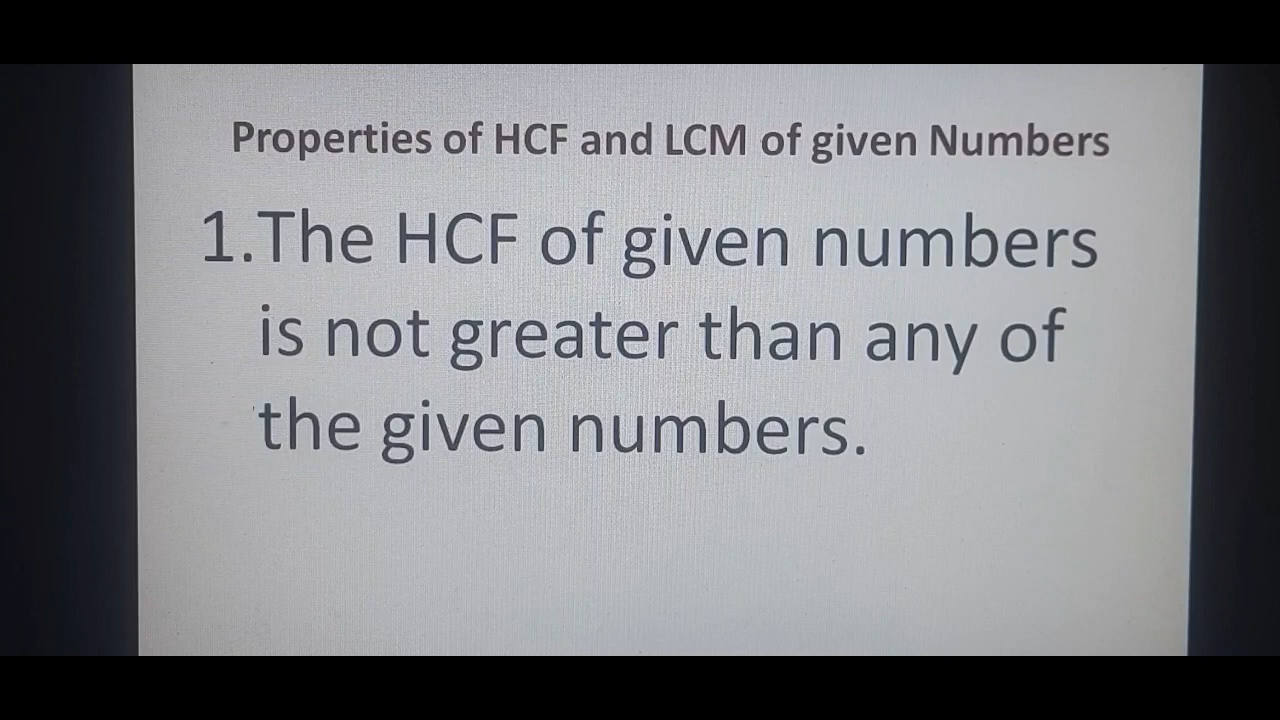 Properties of HCF and LCM of given Numbers
1.The HCF of given numbers
is not greater than any of
the given numbers.